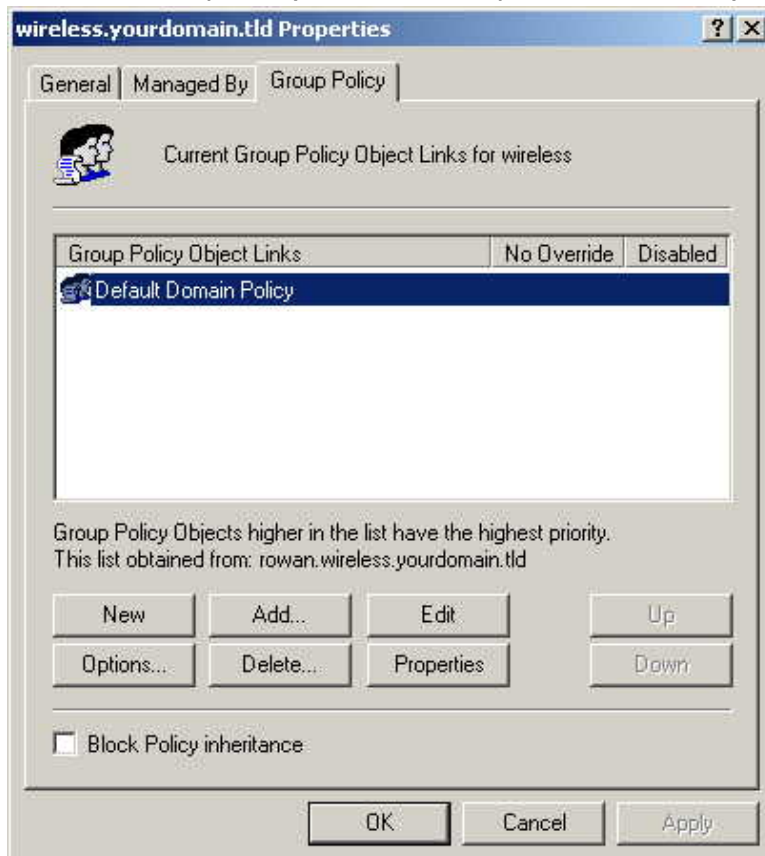 wireless.yourdomain.tld Properties
General Managed By Group Policy
Current Group Policy Object Links for wireless
Group Policy Object Links No Override Disabled
Default Domain Policy
Group Policy Objects higher in the list have the highest priority.
This list obtained from: rowan.wireless.yourdomain.tld
New Add... Edit Up
Options... Delete... Properties Down
Block Policy inheritance
OK Cancel Apply